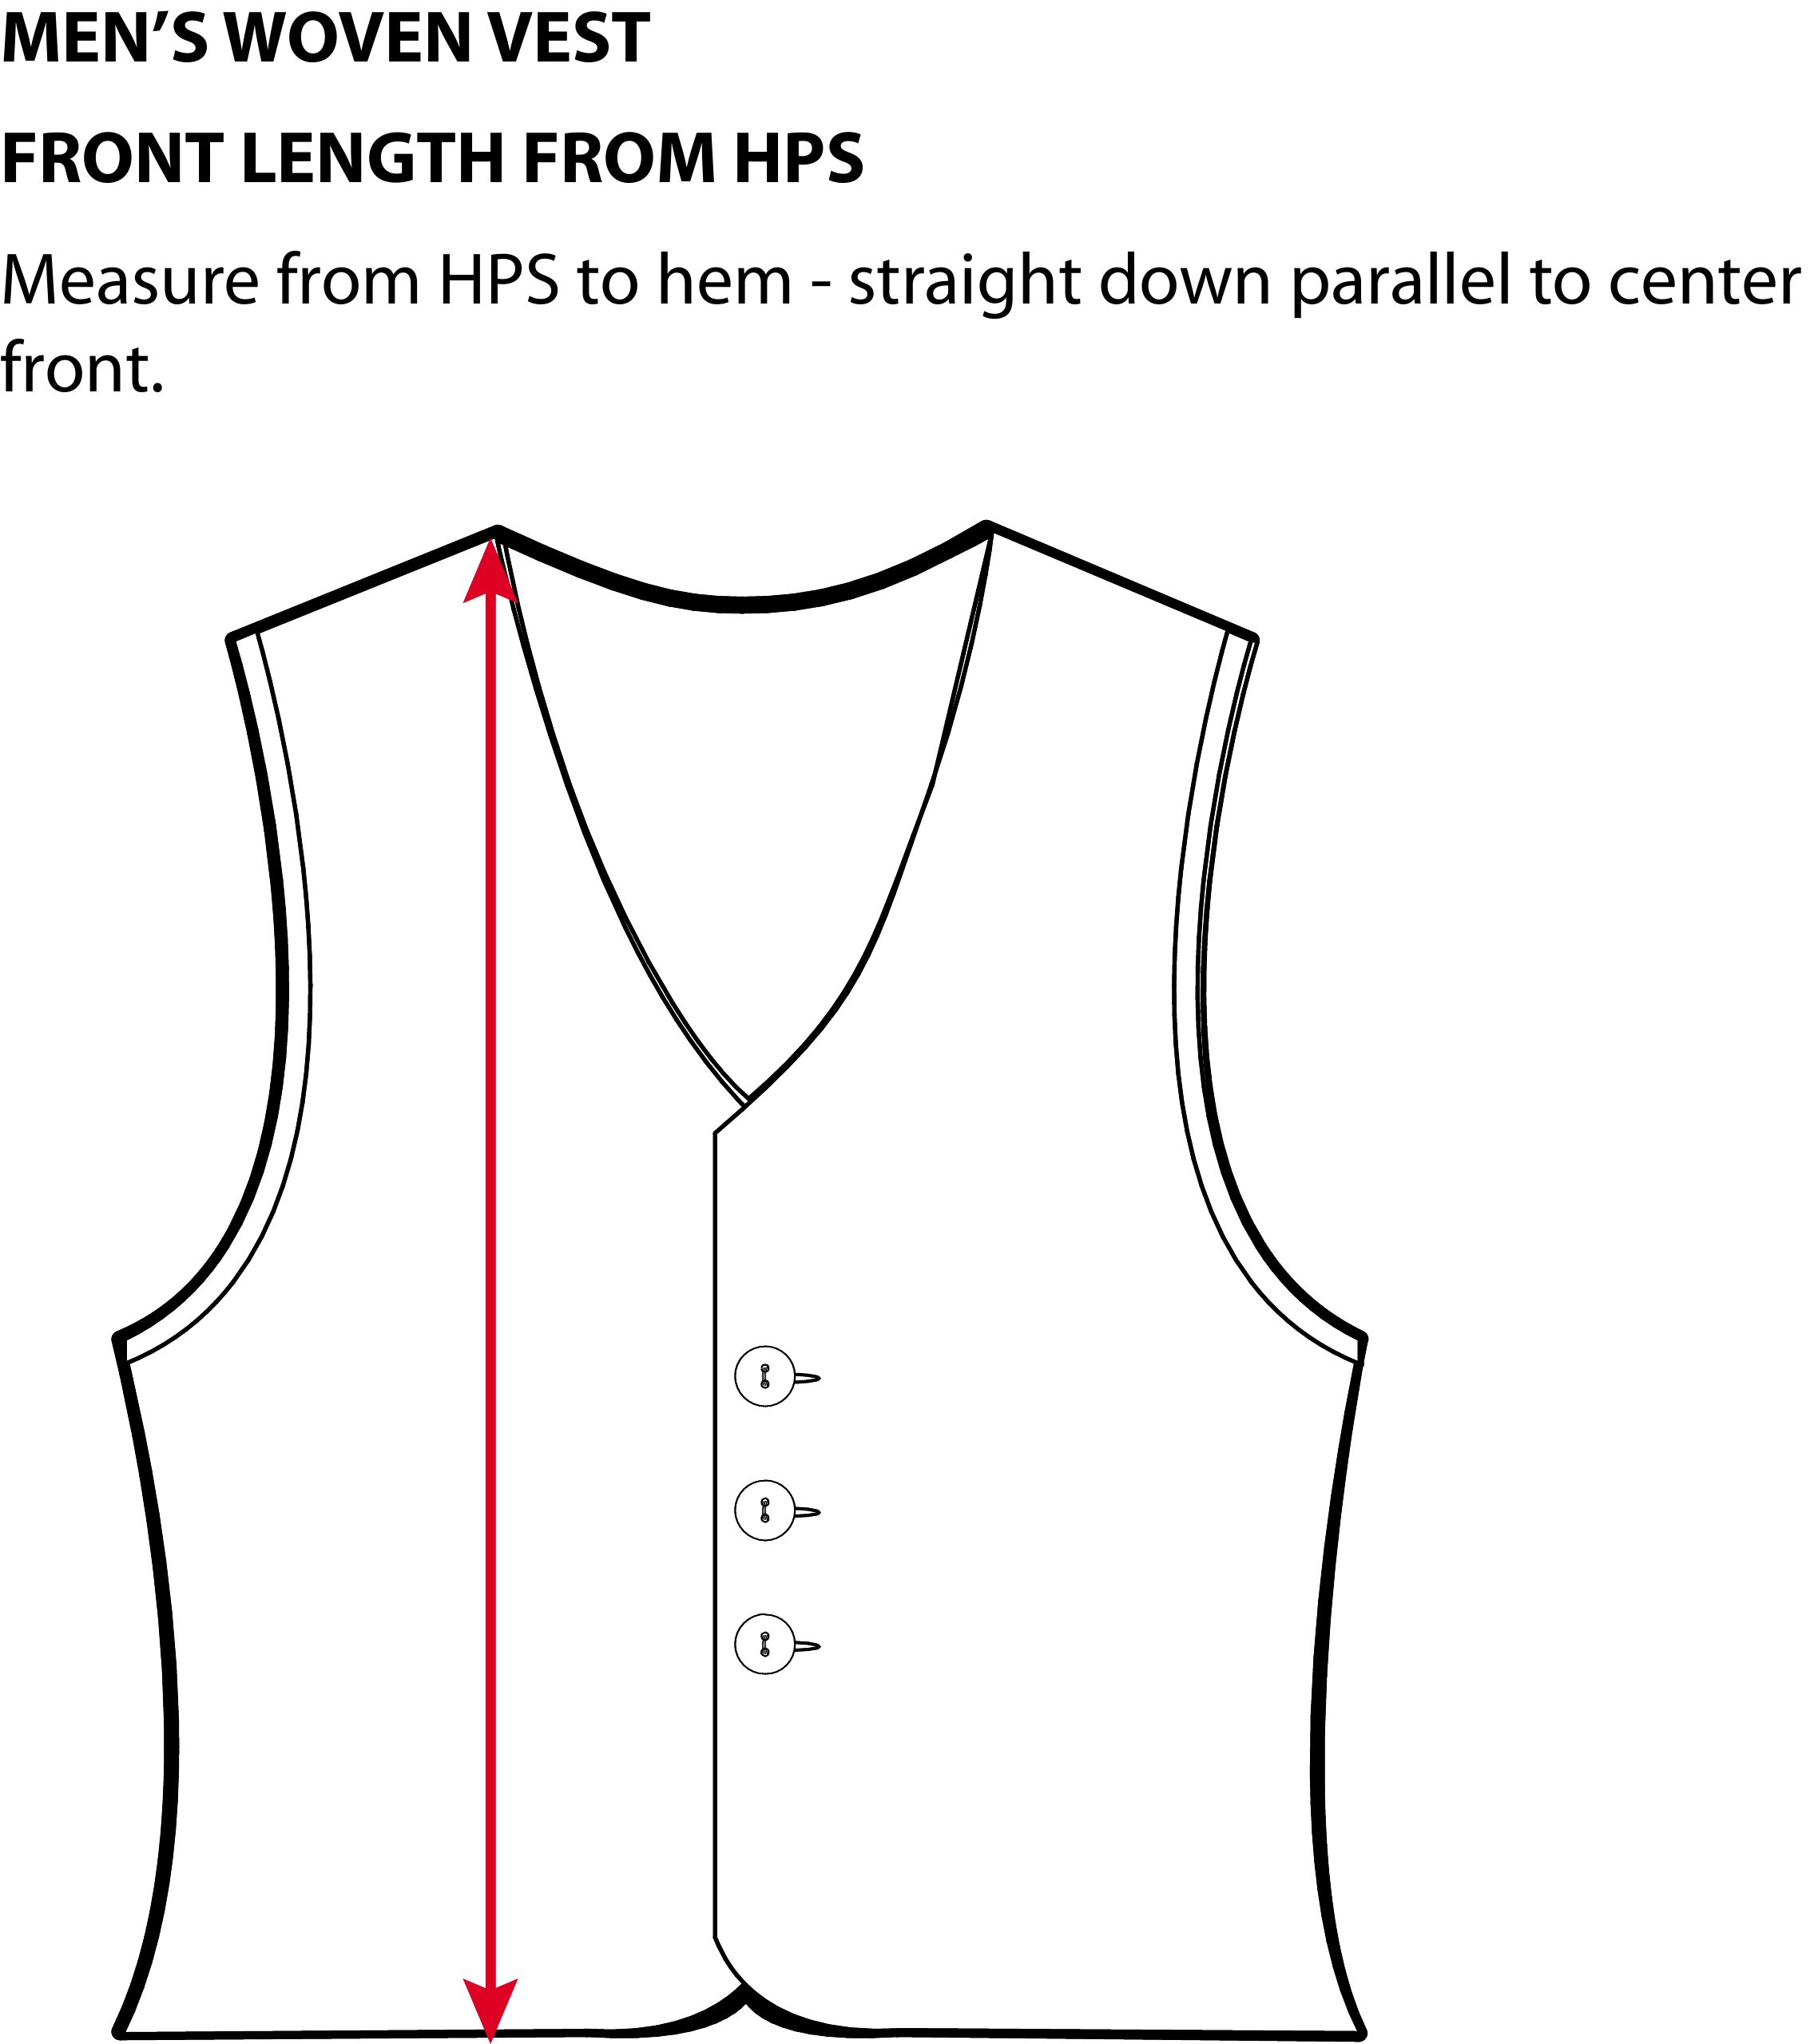 MEN’S WOVEN VEST
FRONT LENGTH FROM HPS
Measure from HPS to hem - straight down parallel to center
front.